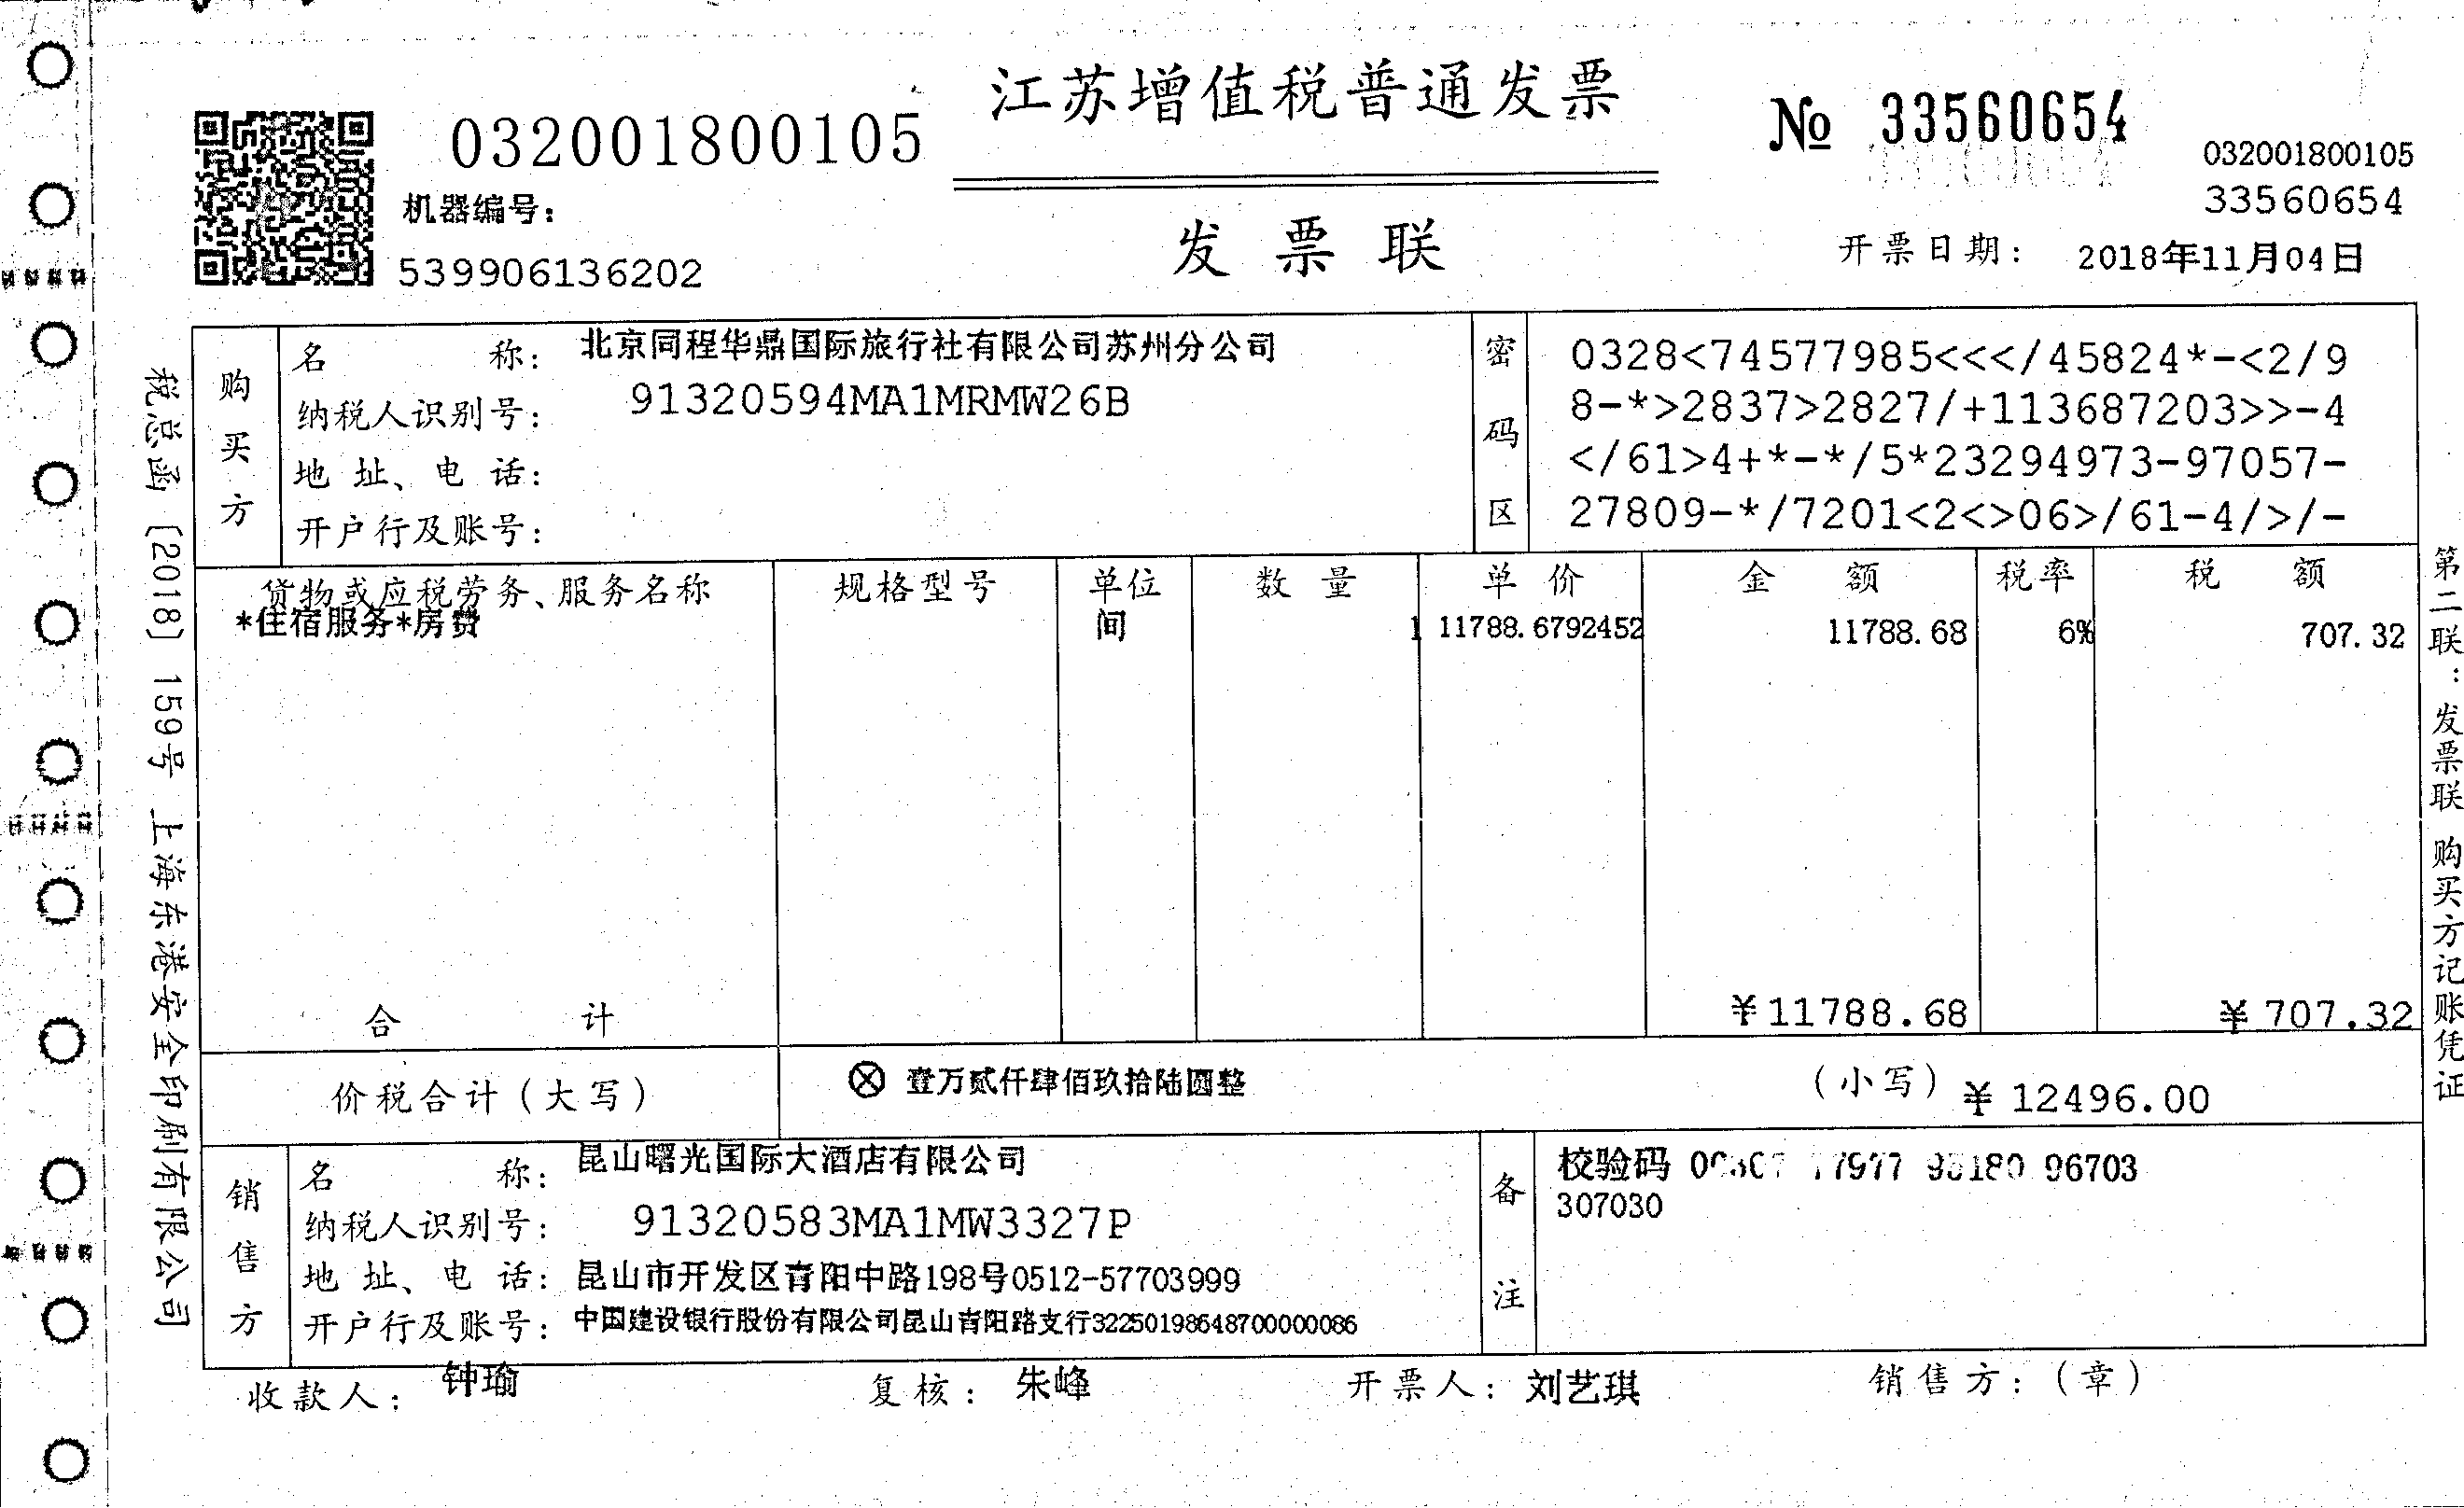 江苏增值税普通发票
032001800105
№ 33560654
032001800105
33560654
机器编号:
539906136202
发票联
开票日期: 2018年11月04日
购买方
名称: 北京同程华鼎国际旅行社有限公司苏州分公司
纳税人识别号: 91320594MA1MRMW26B
地址、电话:
开户行及账号:
密码区
0328<74577985<<</45824*-<2/9
8-*>2837>2827/+113687203>>-4
</61>4+*-*/5*23294973-97057-
27809-*/7201<2<>06>/61-4/>/-
货物或应税劳务、服务名称 规格型号 单位 数量 单价 金额 税率 税额
*住宿服务*房费 间 1 11788.6792452 11788.68 6% 707.32
合计 ¥11788.68 ¥707.32
价税合计(大写) ⊗ 壹万贰仟肆佰玖拾陆圆整 (小写) ¥12496.00
销售方
名称: 昆山曙光国际大酒店有限公司
纳税人识别号: 91320583MA1MW3327P
地址、电话: 昆山市开发区青阳中路198号0512-57703999
开户行及账号: 中国建设银行股份有限公司昆山青阳路支行32250198648700000086
备注
校验码 96703
307030
收款人: 钟瑜 复核: 朱峰 开票人: 刘艺琪 销售方:(章)
税总函〔2018〕159号 上海东港安全印刷有限公司
第二联:发票联 购买方记账凭证